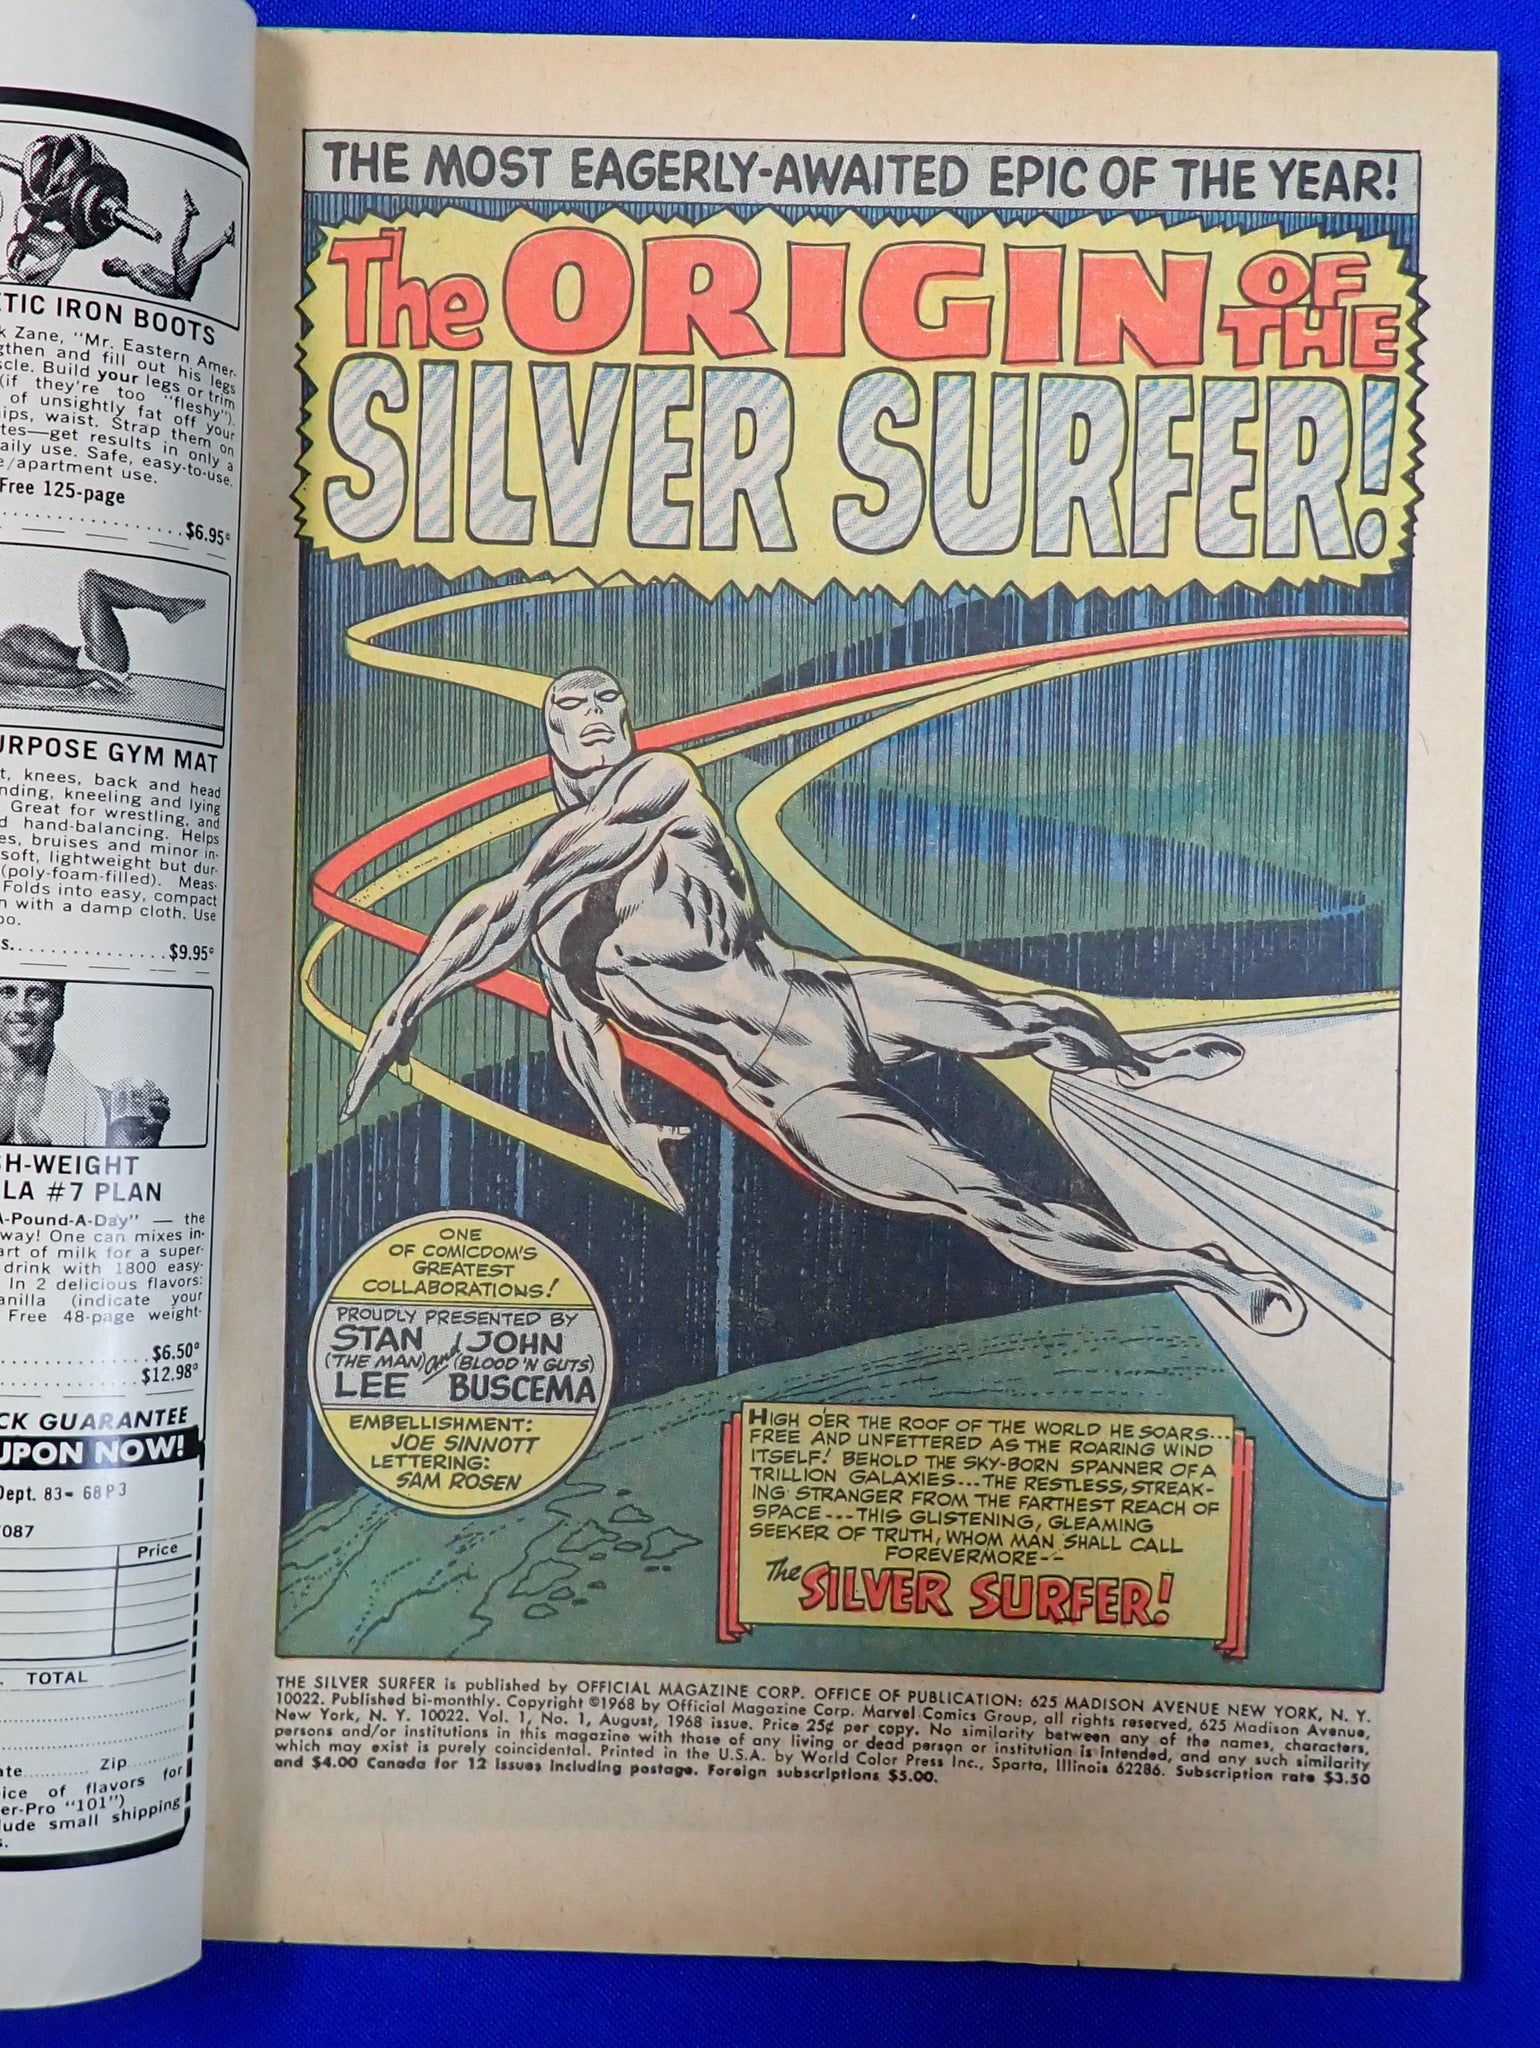 ETIC IRON BOOTS
k Zane, "Mr. Eastern Amer-
gthen and fill out his legs
scle. Build your legs or trim
(if they're too "fleshy").
of unsightly fat off your
hips, waist. Strap them on
tes—get results in only a
aily use. Safe, easy-to-use.
e/apartment use.
Free 125-page
$6.95
URPOSE GYM MAT
t, knees, back and head
nding, kneeling and lying
Great for wrestling, and
d hand-balancing. Helps
es, bruises and minor in-
soft, lightweight but dur-
(poly-foam-filled). Meas-
Folds into easy, compact
n with a damp cloth. Use
oo.
s. $9.95
SH-WEIGHT
LA #7 PLAN
A-Pound-A-Day" — the
way! One can mixes in-
art of milk for a super-
drink with 1800 easy-
In 2 delicious flavors:
anilla (indicate your
Free 48-page weight-
$6.50
$12.98
CK GUARANTEE
UPON NOW!
Dept. 83-68P3
7087
Price
TOTAL
ate.......... Zip......
ice of flavors for
er-Pro "101")
ude small shipping
s.
THE MOST EAGERLY-AWAITED EPIC OF THE YEAR!
The ORIGIN OF THE
SILVER SURFER!
ONE
OF COMICDOM'S
GREATEST
COLLABORATIONS!
PROUDLY PRESENTED BY
STAN and JOHN
(THE MAN) (BLOOD 'N GUTS)
LEE BUSCEMA
EMBELLISHMENT:
JOE SINNOTT
LETTERING:
SAM ROSEN
HIGH O'ER THE ROOF OF THE WORLD HE SOARS...
FREE AND UNFETTERED AS THE ROARING WIND
ITSELF! BEHOLD THE SKY-BORN SPANNER OF A
TRILLION GALAXIES...THE RESTLESS, STREAK-
ING STRANGER FROM THE FARTHEST REACH OF
SPACE---THIS GLISTENING, GLEAMING
SEEKER OF TRUTH, WHOM MAN SHALL CALL
FOREVERMORE--
The SILVER SURFER!
THE SILVER SURFER is published by OFFICIAL MAGAZINE CORP. OFFICE OF PUBLICATION: 625 MADISON AVENUE NEW YORK, N. Y.
10022. Published bi-monthly. Copyright ©1968 by Official Magazine Corp. Marvel Comics Group, all rights reserved, 625 Madison Avenue,
New York, N. Y. 10022. Vol. 1, No. 1, August, 1968 issue. Price 25¢ per copy. No similarity between any of the names, characters,
persons and/or institutions in this magazine with those of any living or dead person or institution is intended, and any such similarity
which may exist is purely coincidental. Printed in the U.S.A. by World Color Press Inc., Sparta, Illinois 62286. Subscription rate $3.50
and $4.00 Canada for 12 issues including postage. Foreign subscriptions $5.00.